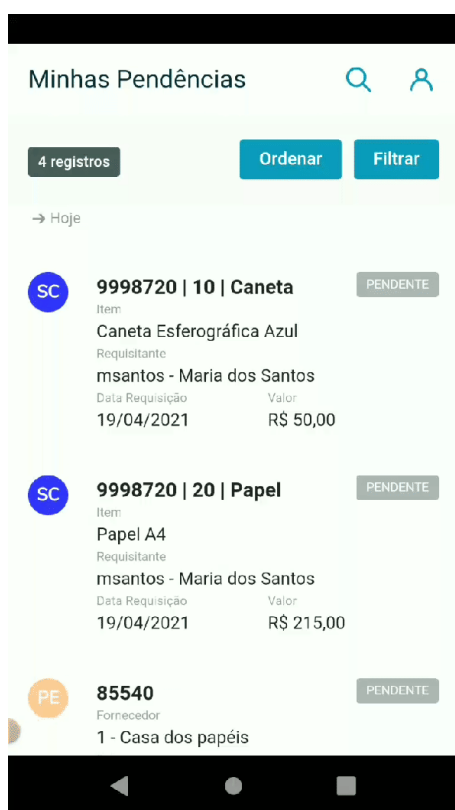 Minhas Pendências
4 registros
Ordenar
Filtrar
→ Hoje
SC
9998720 | 10 | Caneta
PENDENTE
Item
Caneta Esferográfica Azul
Requisitante
msantos - Maria dos Santos
Data Requisição Valor
19/04/2021 R$ 50,00
SC
9998720 | 20 | Papel
PENDENTE
Item
Papel A4
Requisitante
msantos - Maria dos Santos
Data Requisição Valor
19/04/2021 R$ 215,00
PE
85540
PENDENTE
Fornecedor
1 - Casa dos papéis